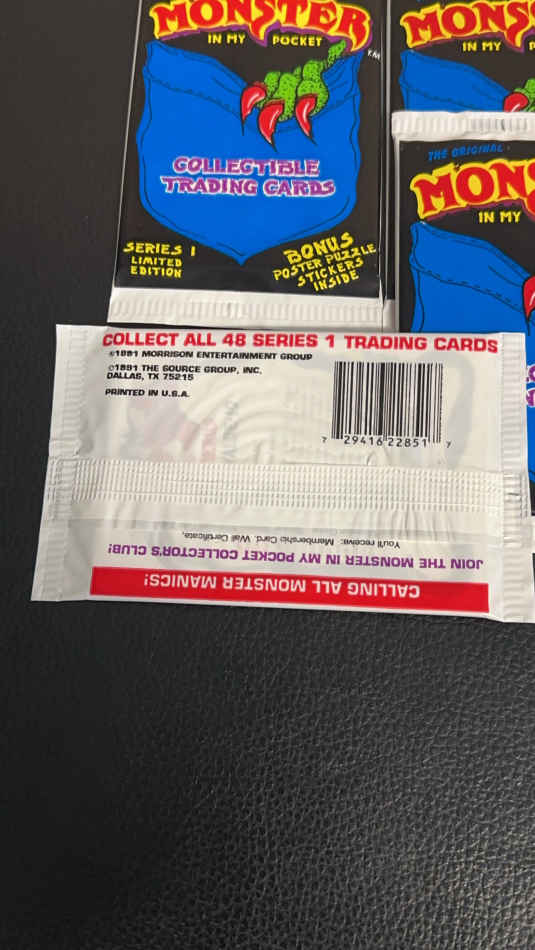 MONSTER
IN MY POCKET
COLLECTIBLE
TRADING CARDS
SERIES 1
LIMITED
EDITION
BONUS
POSTER PUZZLE
STICKERS
INSIDE
MONS
IN MY
THE ORIGINAL
MON
IN MY
COLLECT ALL 48 SERIES 1 TRADING CARDS
©1991 MORRISON ENTERTAINMENT GROUP
©1991 THE SOURCE GROUP, INC.
DALLAS, TX 75215
PRINTED IN U.S.A.
7 29416 22851 7
CALLING ALL MONSTER MANICS!
JOIN THE MONSTER IN MY POCKET COLLECTOR'S CLUB!
You'll receive: Membership Card, Wall Certificate,